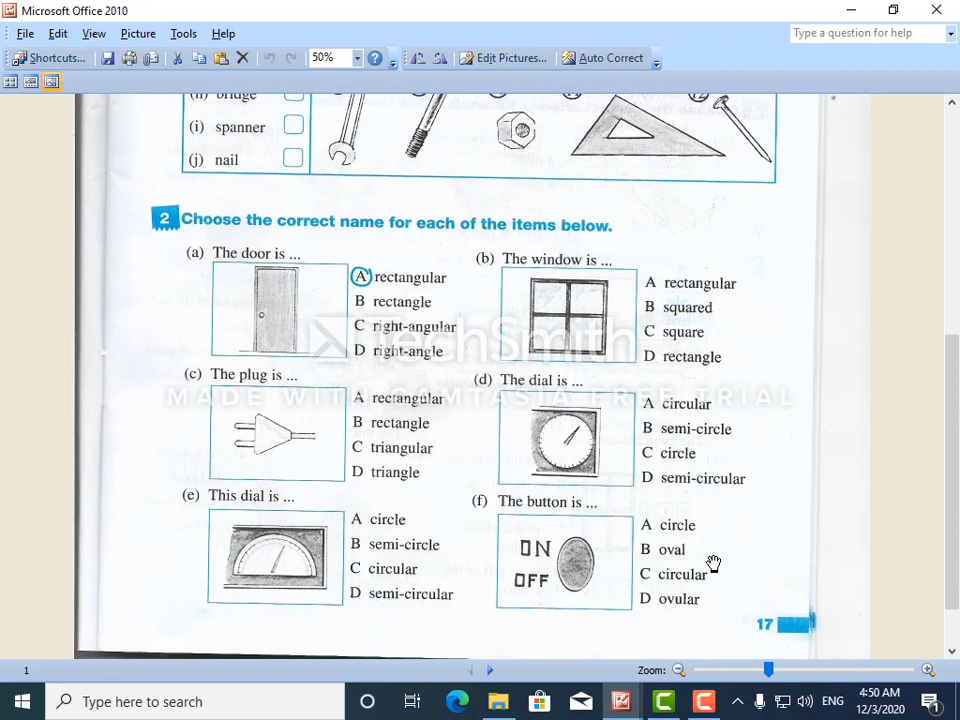 Microsoft Office 2010
File Edit View Picture Tools Help
Type a question for help
Shortcuts... 50% Edit Pictures... Auto Correct
(h) bridge
(i) spanner
(j) nail
2 Choose the correct name for each of the items below.
(a) The door is ...
A rectangular
B rectangle
C right-angular
D right-angle
(b) The window is ...
A rectangular
B squared
C square
D rectangle
TechSmith
MADE WITH CAMTASIA FREE TRIAL
(c) The plug is ...
A rectangular
B rectangle
C triangular
D triangle
(d) The dial is ...
A circular
B semi-circle
C circle
D semi-circular
(e) This dial is ...
A circle
B semi-circle
C circular
D semi-circular
(f) The button is ...
ON
OFF
A circle
B oval
C circular
D ovular
17
1
Zoom:
Type here to search
ENG
4:50 AM
12/3/2020
1